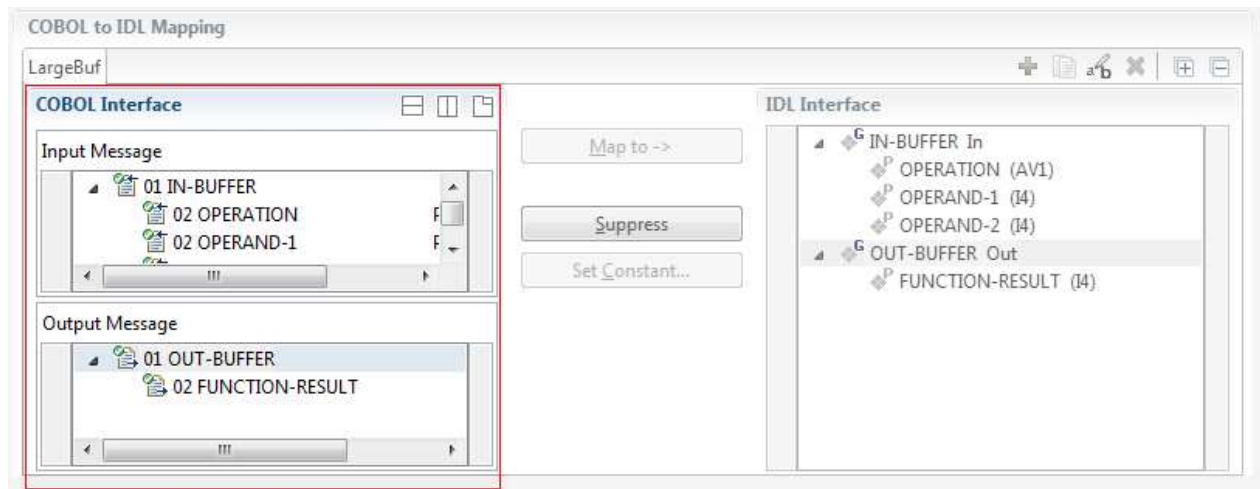 COBOL to IDL Mapping
LargeBuf
COBOL Interface
Input Message
01 IN-BUFFER
02 OPERATION
02 OPERAND-1
Output Message
01 OUT-BUFFER
02 FUNCTION-RESULT
Map to ->
Suppress
Set Constant...
IDL Interface
G IN-BUFFER In
P OPERATION (AV1)
P OPERAND-1 (I4)
P OPERAND-2 (I4)
G OUT-BUFFER Out
P FUNCTION-RESULT (I4)